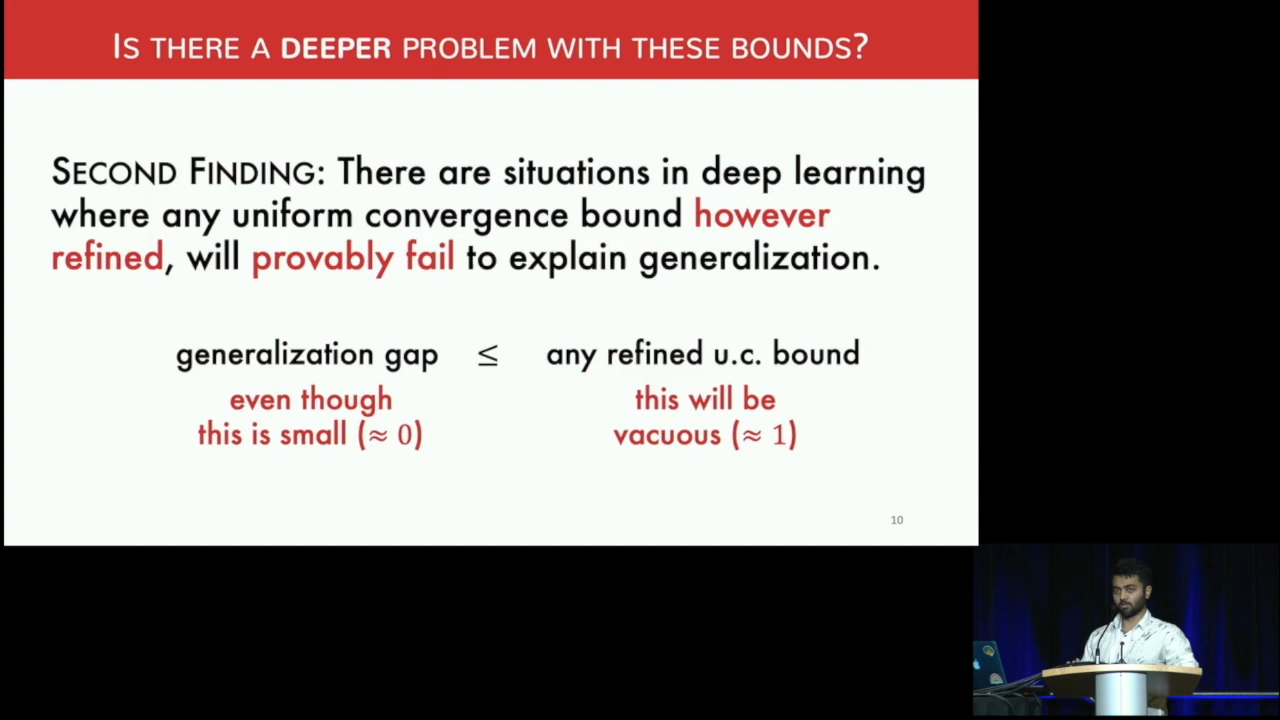 IS THERE A DEEPER PROBLEM WITH THESE BOUNDS?
SECOND FINDING: There are situations in deep learning
where any uniform convergence bound however
refined, will provably fail to explain generalization.
generalization gap ≤ any refined u.c. bound
even though this will be
this is small (≈ 0) vacuous (≈ 1)
10